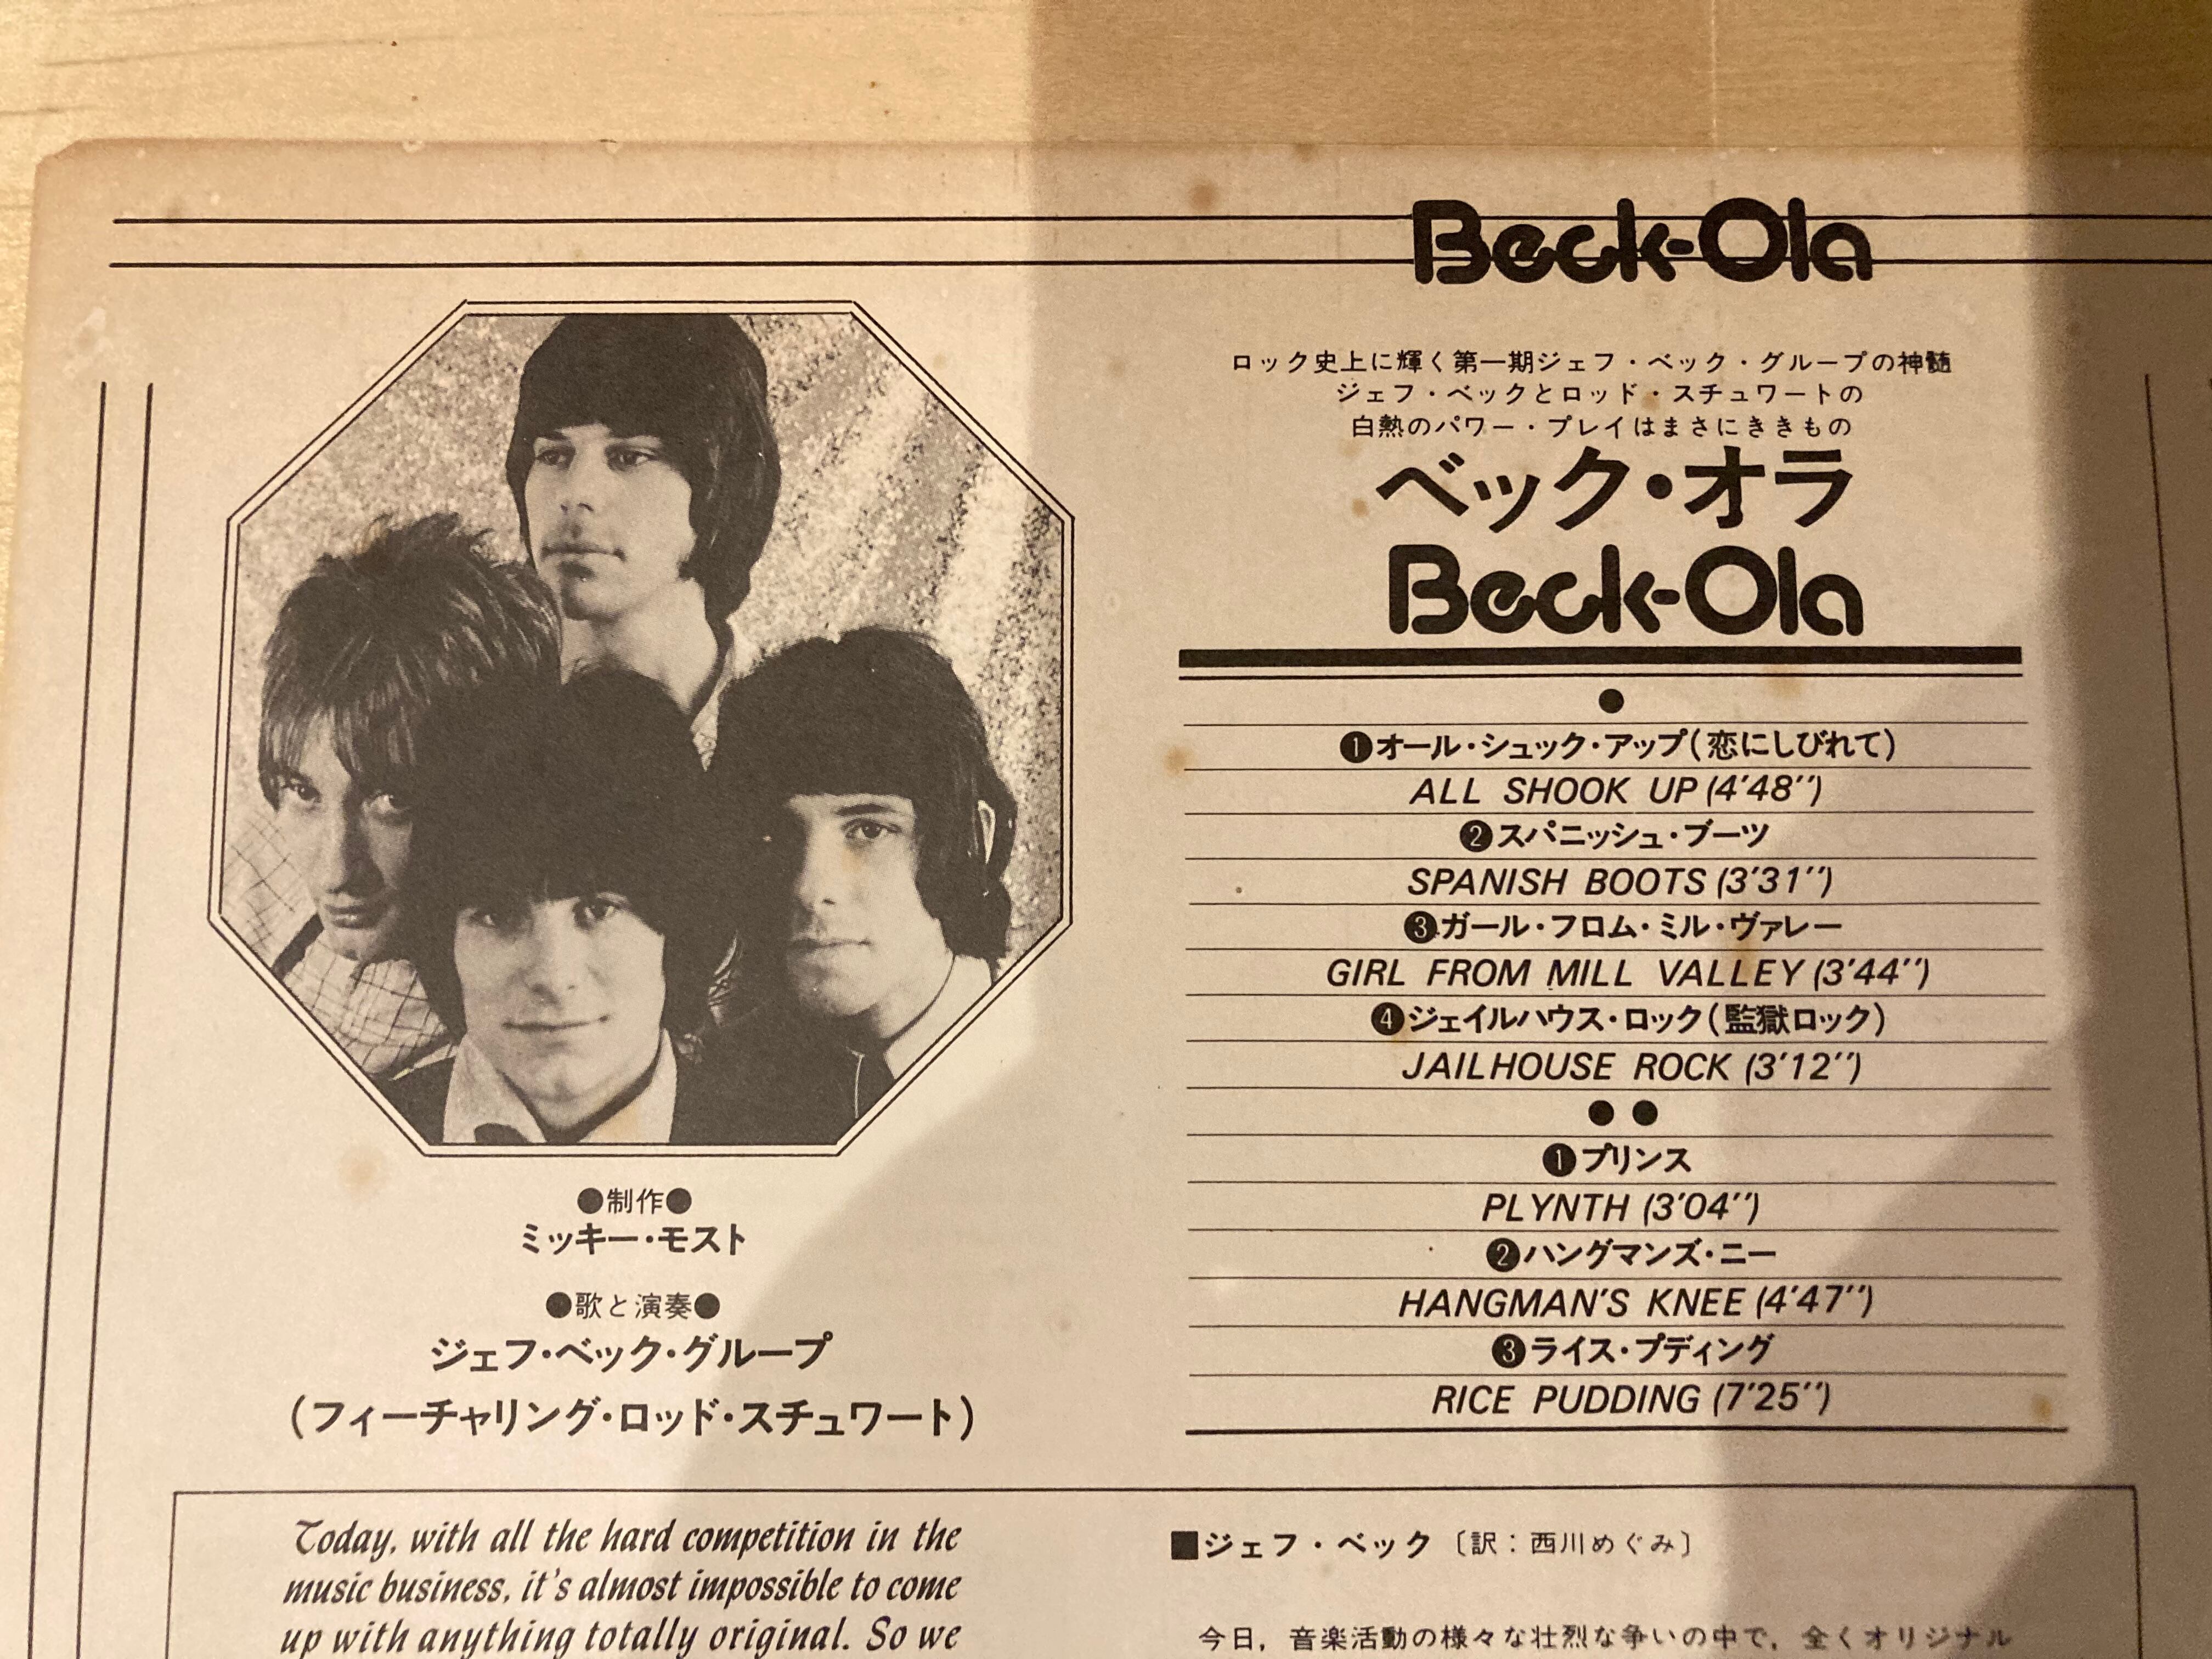 Beck-Ola
ロック史上に輝く第一期ジェフ・ベック・グループの神髄
ジェフ・ベックとロッド・スチュワートの
白熱のパワー・プレイはまさにききもの
ベック・オラ
Beck-Ola
●
❶オール・シュック・アップ(恋にしびれて)
ALL SHOOK UP (4'48'')
❷スパニッシュ・ブーツ
SPANISH BOOTS (3'31'')
❸ガール・フロム・ミル・ヴァレー
GIRL FROM MILL VALLEY (3'44'')
❹ジェイルハウス・ロック(監獄ロック)
JAILHOUSE ROCK (3'12'')
●●
❶プリンス
PLYNTH (3'04'')
❷ハングマンズ・ニー
HANGMAN'S KNEE (4'47'')
❸ライス・プディング
RICE PUDDING (7'25'')
●制作●
ミッキー・モスト
●歌と演奏●
ジェフ・ベック・グループ
(フィーチャリング・ロッド・スチュワート)
Today, with all the hard competition in the
music business, it's almost impossible to come
up with anything totally original. So we
■ジェフ・ベック〔訳：西川めぐみ〕
今日，音楽活動の様々な壮烈な争いの中で，全くオリジナル